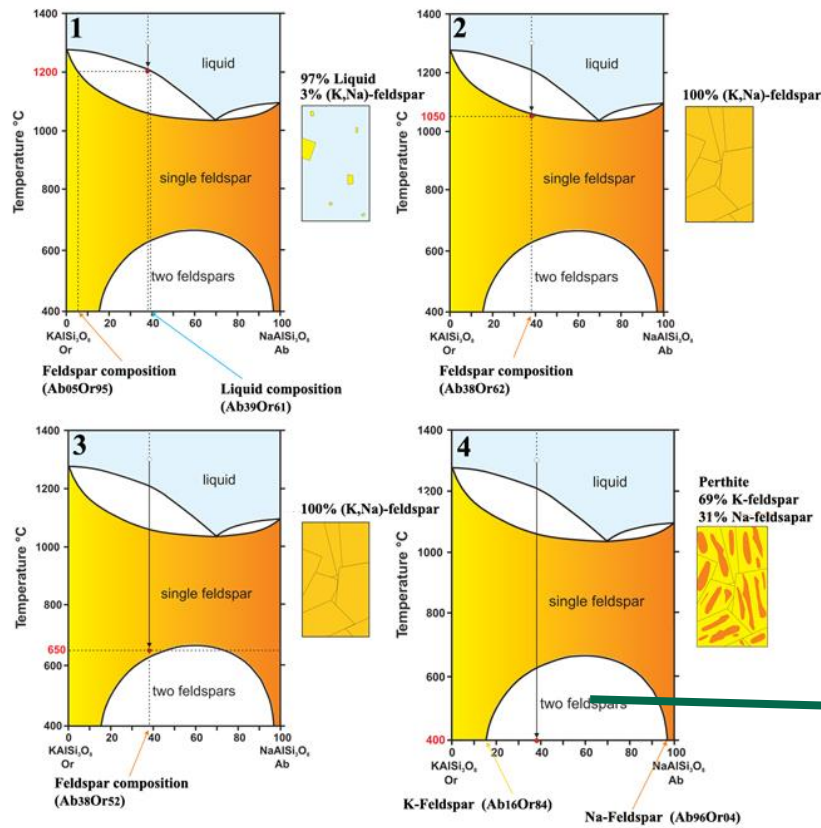 1
1400
1200
1000
800
600
400
Temperature °C
liquid
single feldspar
two feldspars
0 20 40 60 80 100
KAlSi₃O₈
Or
NaAlSi₃O₈
Ab
97% Liquid
3% (K,Na)-feldspar
Feldspar composition
(Ab05Or95)
Liquid composition
(Ab39Or61)
2
1400
1200
1050
1000
800
600
400
Temperature °C
liquid
single feldspar
two feldspars
0 20 40 60 80 100
KAlSi₃O₈
Or
NaAlSi₃O₈
Ab
100% (K,Na)-feldspar
Feldspar composition
(Ab38Or62)
3
1400
1200
1000
800
650
600
400
Temperature °C
liquid
single feldspar
two feldspars
0 20 40 60 80 100
KAlSi₃O₈
Or
NaAlSi₃O₈
Ab
100% (K,Na)-feldspar
Feldspar composition
(Ab38Or52)
4
1400
1200
1000
800
600
400
Temperature °C
liquid
single feldspar
two feldspars
0 20 40 60 80 100
KAlSi₃O₈
Or
NaAlSi₃O₈
Ab
Perthite
69% K-feldspar
31% Na-feldsapar
K-Feldspar (Ab16Or84)
Na-Feldspar (Ab96Or04)